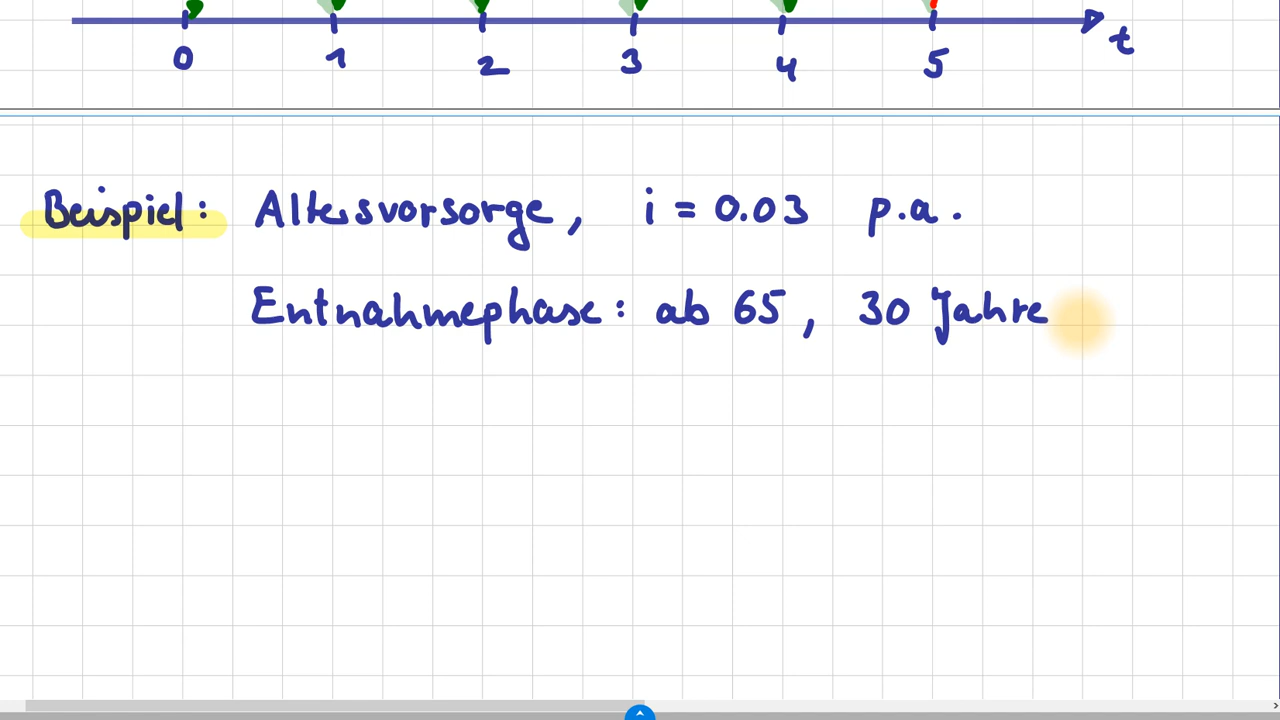 0 1 2 3 4 5 t
Beispiel: Altersvorsorge, i = 0.03 p.a.
Entnahmephase: ab 65, 30 Jahre